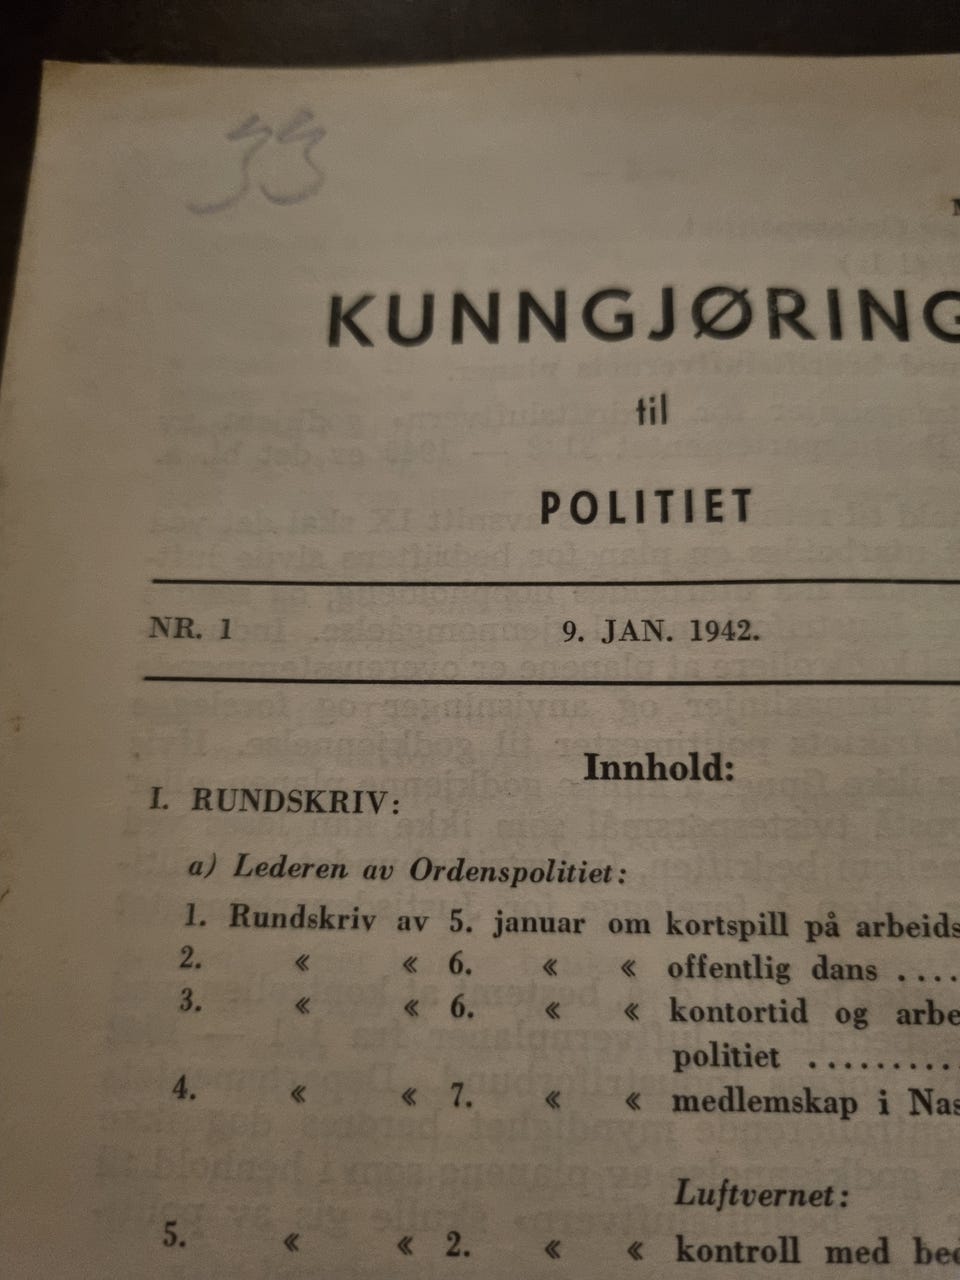 33
KUNNGJØRING
til
POLITIET
NR. 1 9. JAN. 1942.
Innhold:
I. RUNDSKRIV:
a) Lederen av Ordenspolitiet:
1. Rundskriv av 5. januar om kortspill på arbeids
2. « « 6. « « offentlig dans ....
3. « « 6. « « kontortid og arbe
politiet .........
4. « « 7. « « medlemskap i Nas
Luftvernet:
5. « « 2. « « kontroll med bed